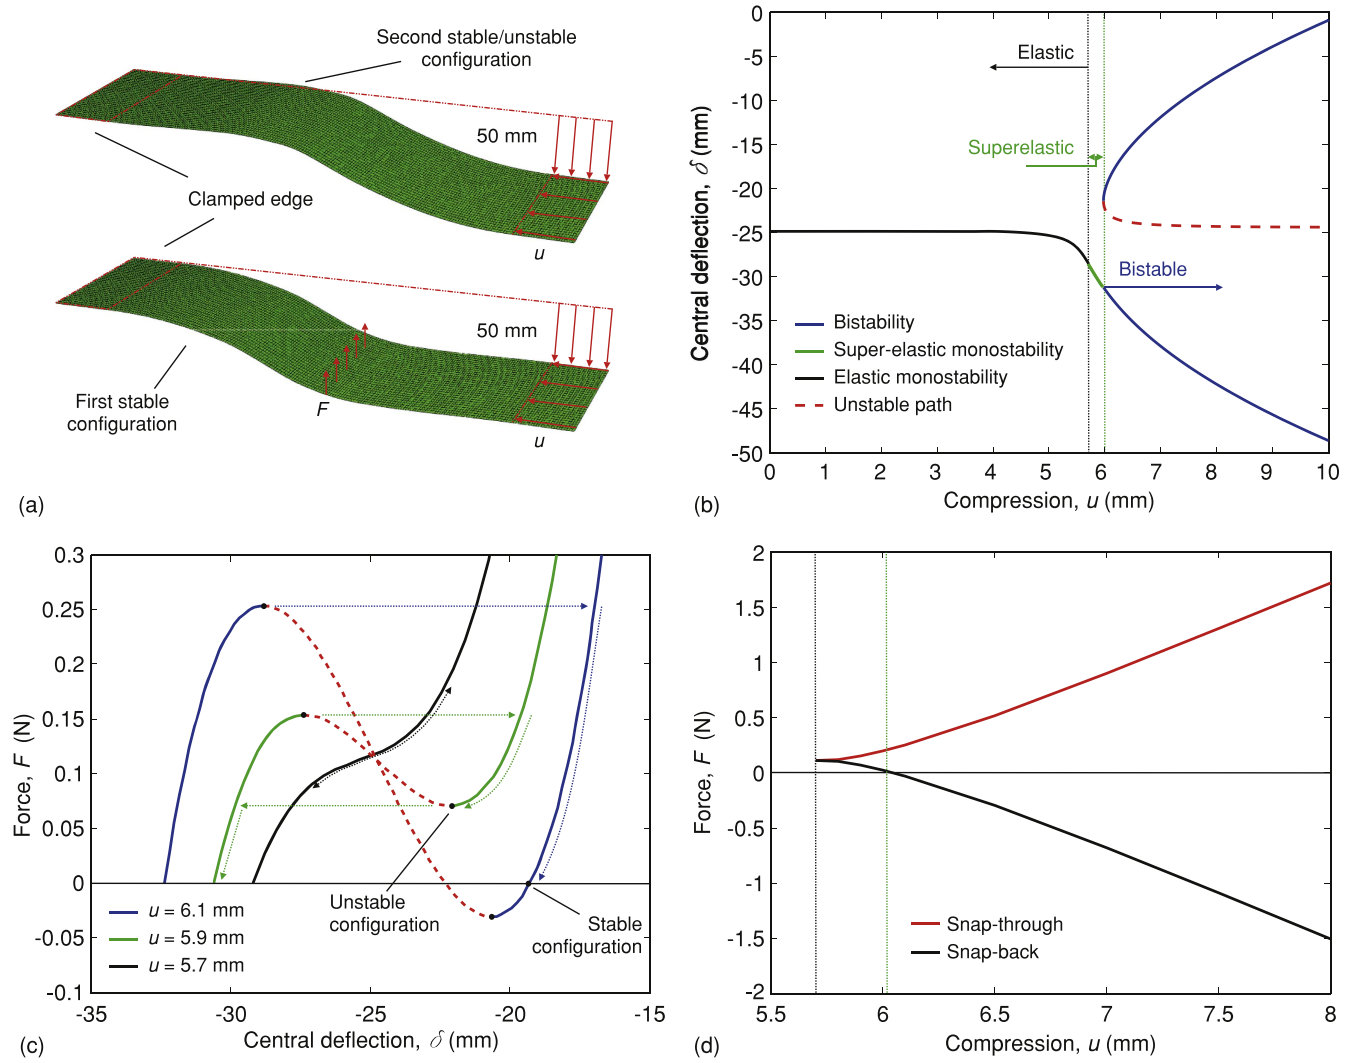 Second stable/unstable
configuration
50 mm
Clamped edge
u
50 mm
First stable
configuration
F
u
(a)
Central deflection, δ (mm)
0
-5
-10
-15
-20
-25
-30
-35
-40
-45
-50
Elastic
Superelastic
Bistable
Bistability
Super-elastic monostability
Elastic monostability
Unstable path
0 1 2 3 4 5 6 7 8 9 10
Compression, u (mm)
(b)
Force, F (N)
0.3
0.25
0.2
0.15
0.1
0.05
0
-0.05
-0.1
Unstable
configuration
Stable
configuration
u = 6.1 mm
u = 5.9 mm
u = 5.7 mm
-35 -30 -25 -20 -15
Central deflection, δ (mm)
(c)
Force, F (N)
2
1.5
1
0.5
0
-0.5
-1
-1.5
-2
Snap-through
Snap-back
5.5 6 6.5 7 7.5 8
Compression, u (mm)
(d)